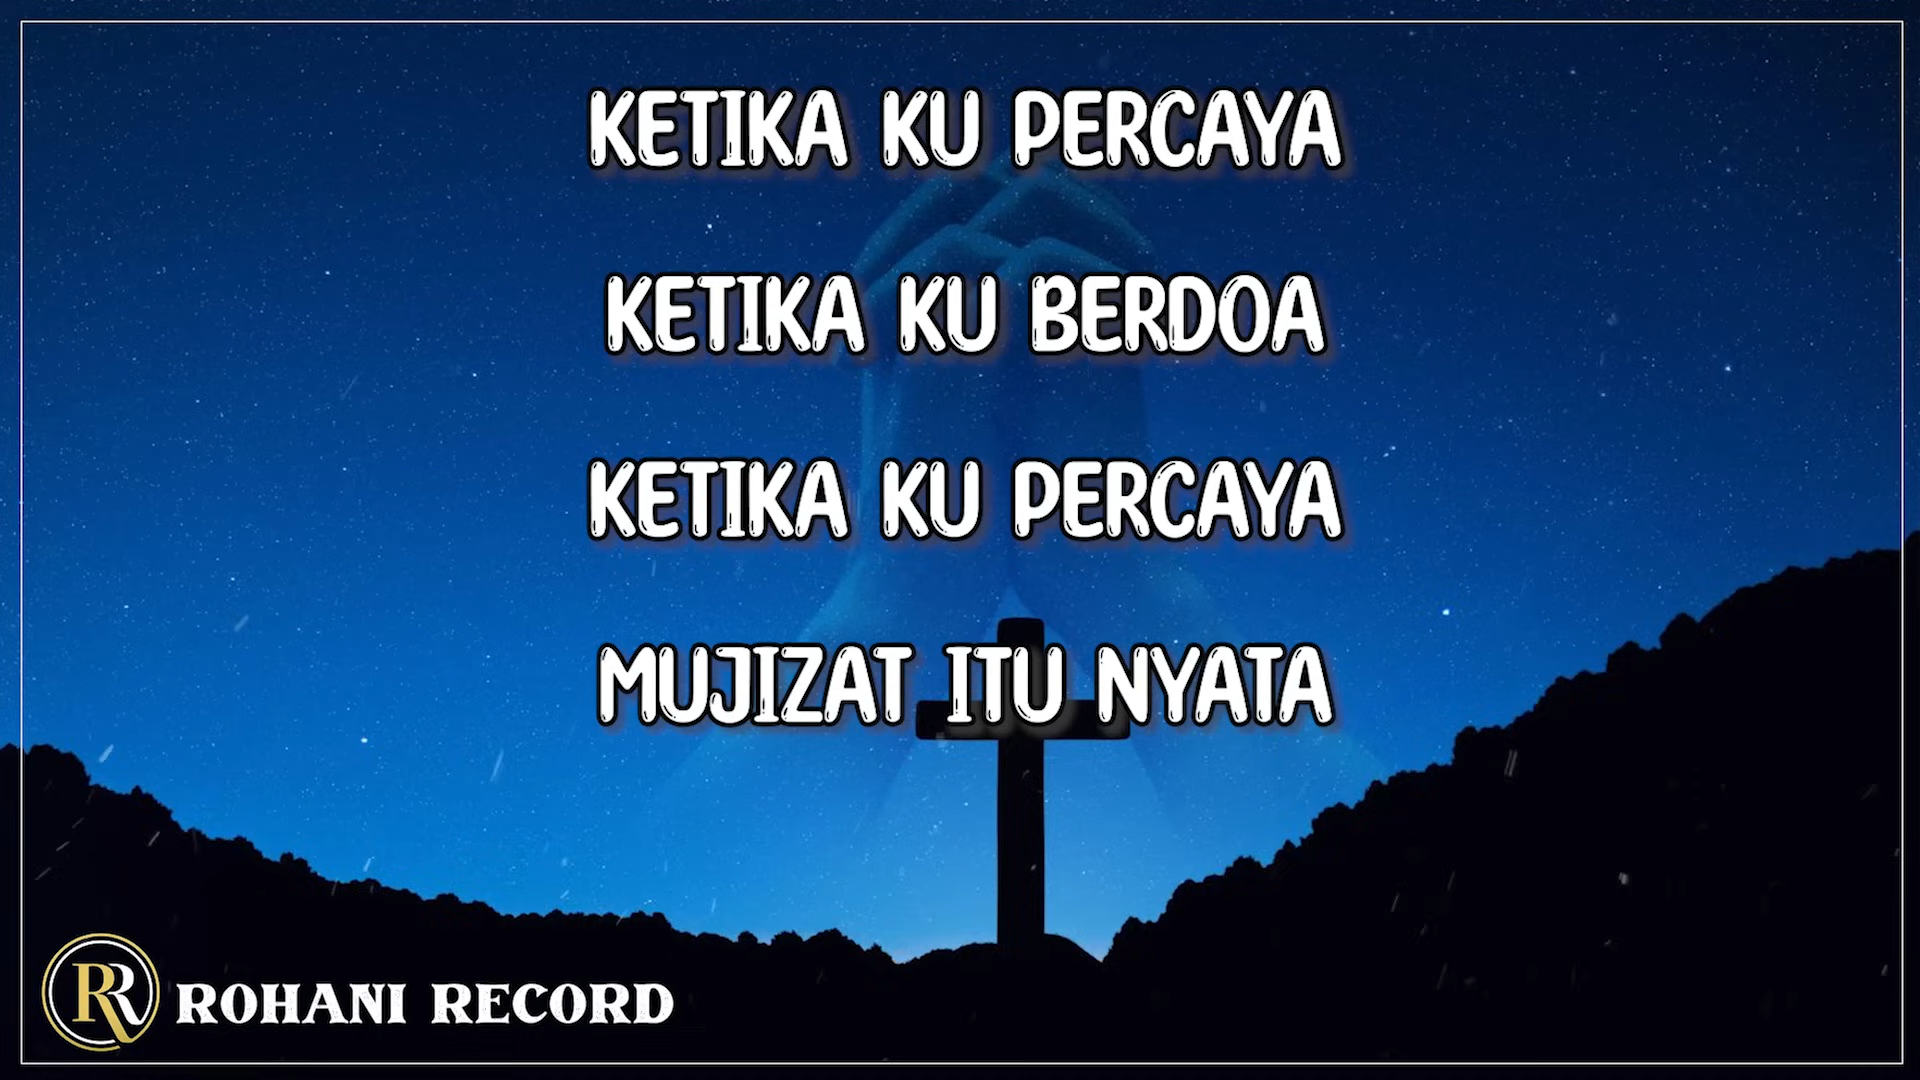 KETIKA KU PERCAYA
KETIKA KU BERDOA
KETIKA KU PERCAYA
MUJIZAT ITU NYATA
RR ROHANI RECORD